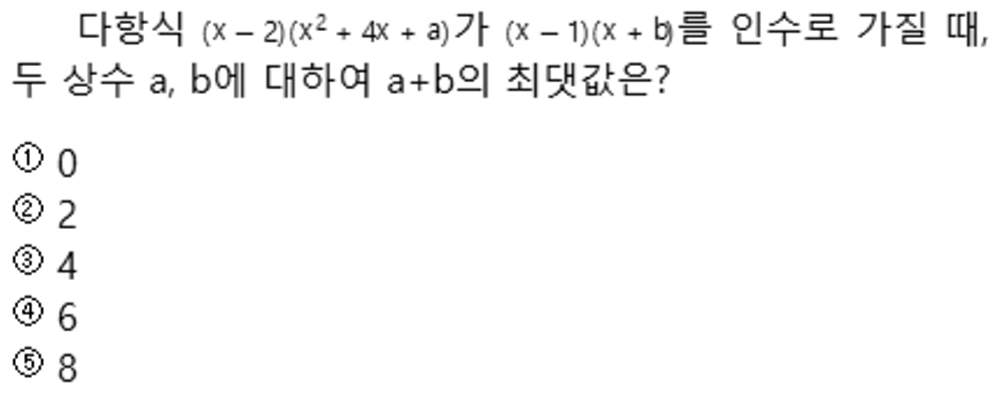 다항식 (x − 2)(x² + 4x + a)가 (x − 1)(x + b)를 인수로 가질 때,
두 상수 a, b에 대하여 a+b의 최댓값은?
① 0
② 2
③ 4
④ 6
⑤ 8